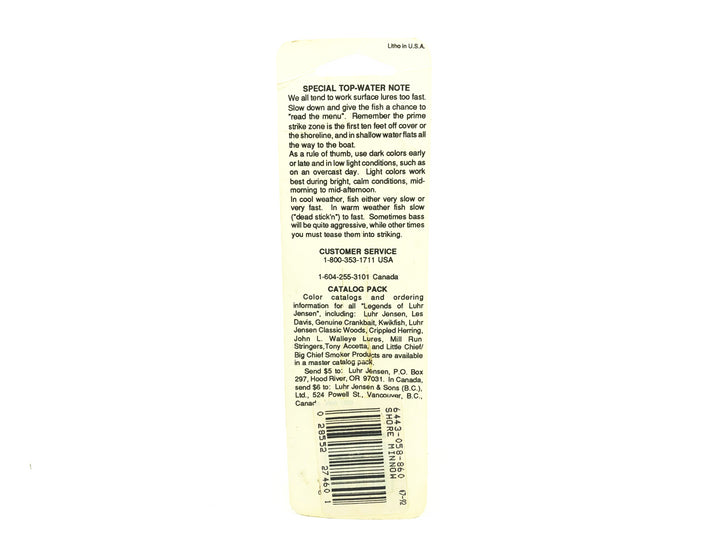 Litho in U.S.A.
SPECIAL TOP-WATER NOTE
We all tend to work surface lures too fast.
Slow down and give the fish a chance to
"read the menu". Remember the prime
strike zone is the first ten feet off cover or
the shoreline, and in shallow water flats all
the way to the boat.
As a rule of thumb, use dark colors early
or late and in low light conditions, such as
on an overcast day. Light colors work
best during bright, calm conditions, mid-
morning to mid-afternoon.
In cool weather, fish either very slow or
very fast. In warm weather fish slow
("dead stick'n") to fast. Sometimes bass
will be quite aggressive, while other times
you must tease them into striking.
CUSTOMER SERVICE
1-800-353-1711 USA
1-604-255-3101 Canada
CATALOG PACK
Color catalogs and ordering
information for all "Legends of Luhr
Jensen", including: Luhr Jensen, Les
Davis, Genuine Crankbait, Kwikfish, Luhr
Jensen Classic Woods, Crippled Herring,
John L. Walleye Lures, Mill Run
Stringers,Tony Accetta, and Little Chief/
Big Chief Smoker Products are available
in a master catalog pack.
Send $5 to: Luhr Jensen, P.O. Box
297, Hood River, OR 97031. In Canada,
send $6 to: Luhr Jensen & Sons (B.C.),
Ltd., 524 Powell St., Vancouver, B.C.,
Canad
6443-058-860
SHORE MINNOW
0 28552 27460 1